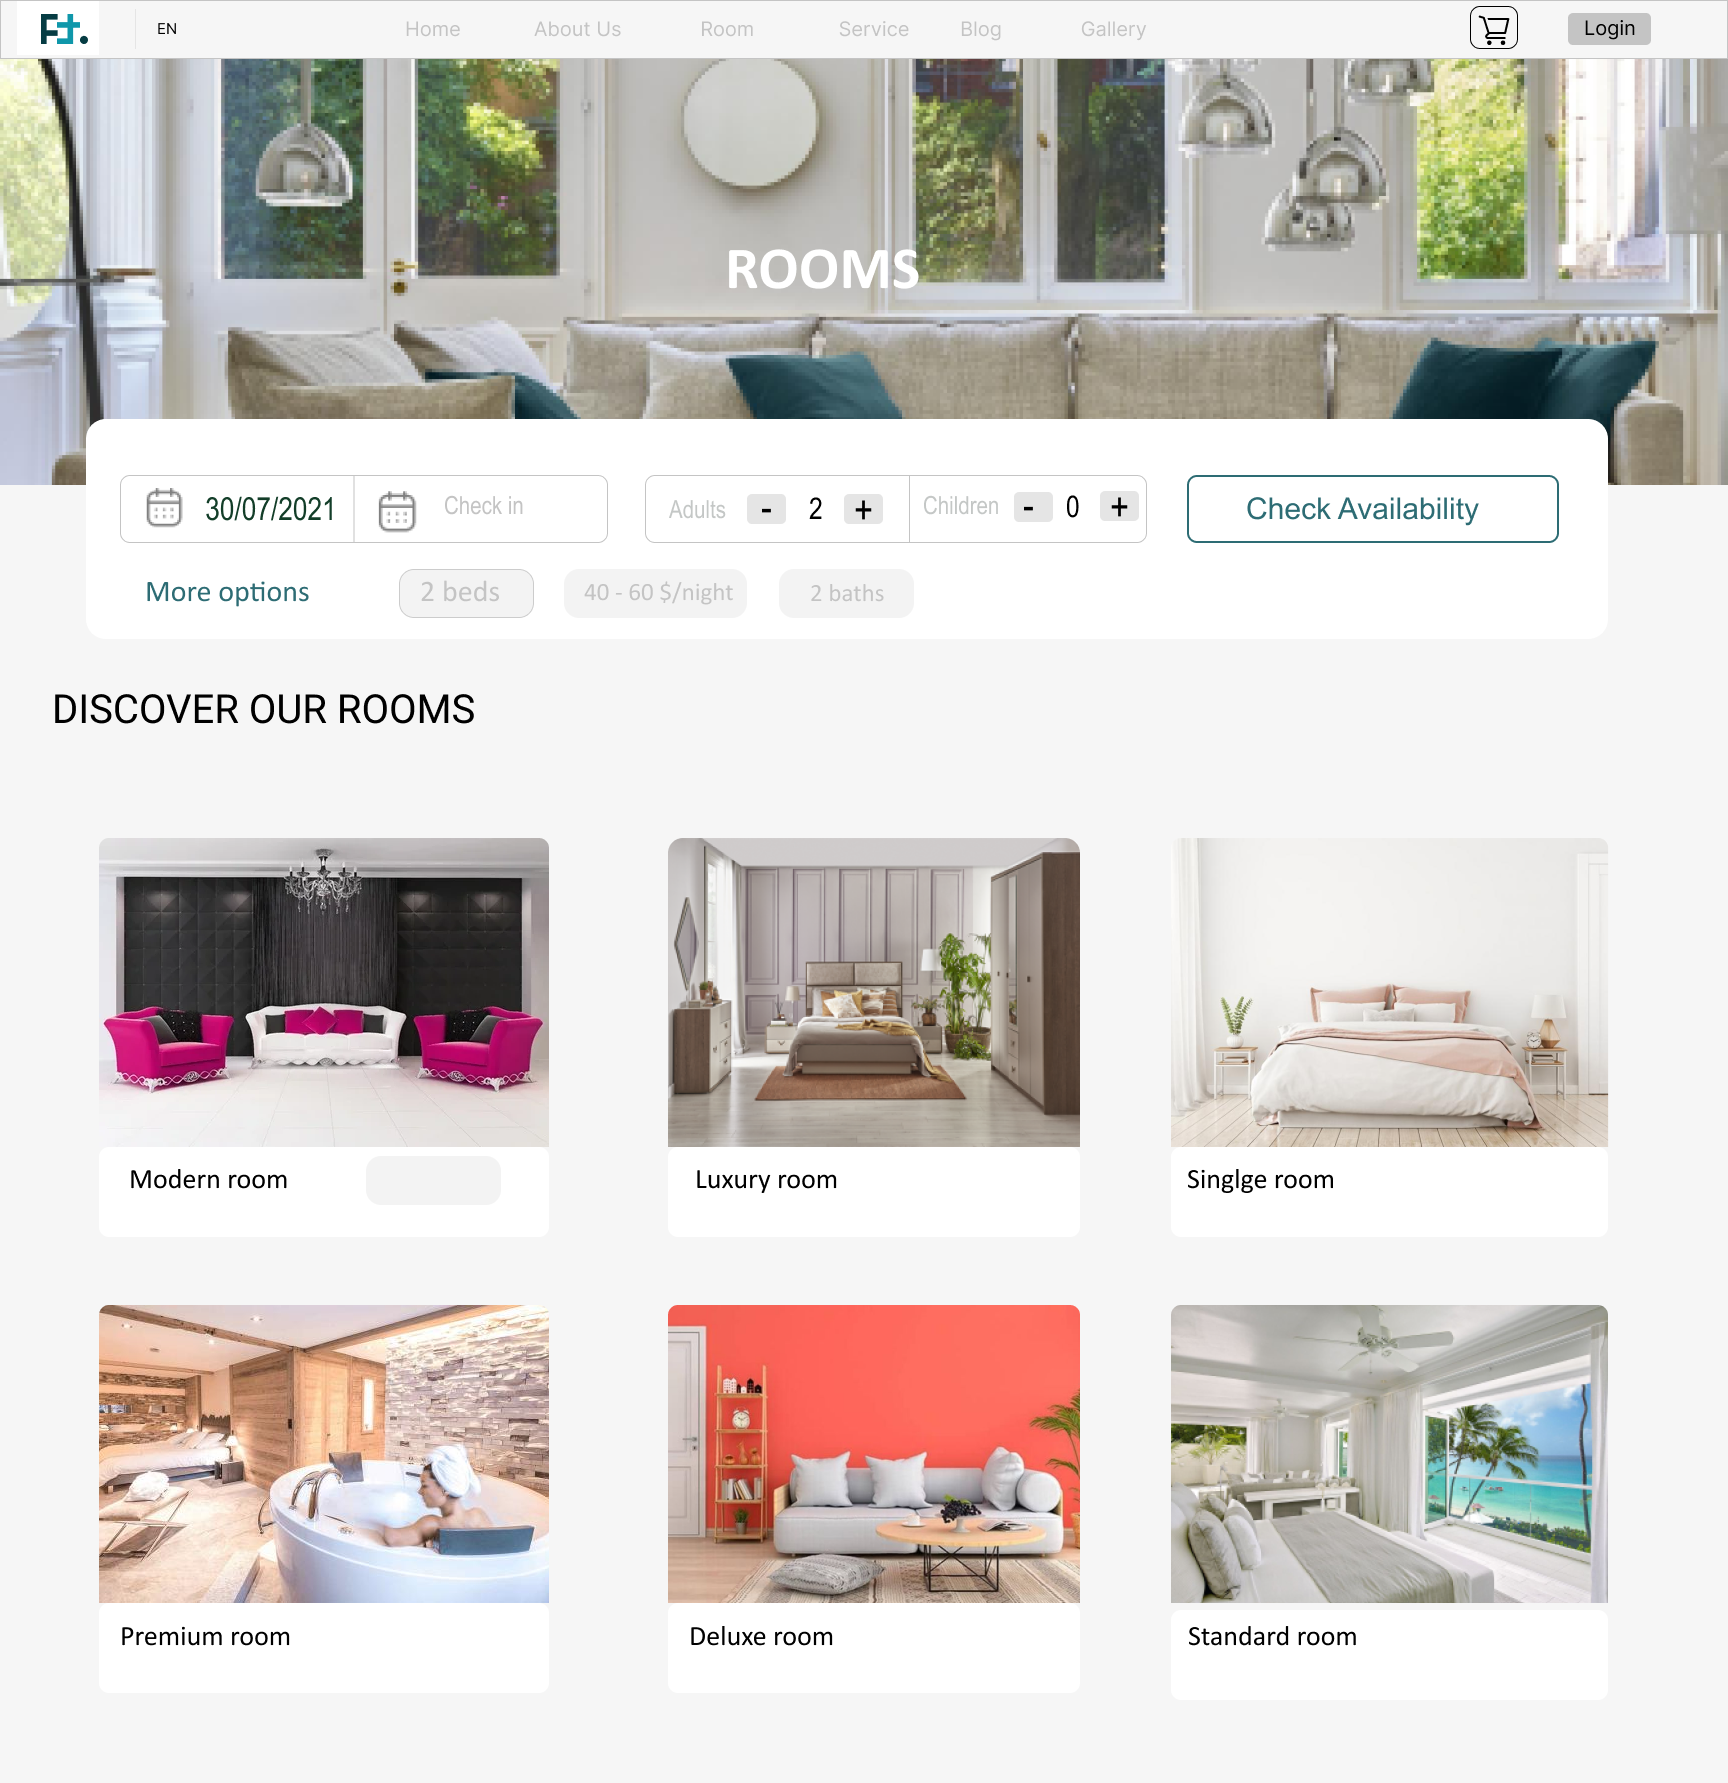 Ft.
EN
Home
About Us
Room
Service
Blog
Gallery
Login
ROOMS
30/07/2021
Check in
Adults - 2 +
Children - 0 +
Check Availability
More options
2 beds
40 - 60 $/night
2 baths
DISCOVER OUR ROOMS
Modern room
Luxury room
Singlge room
Premium room
Deluxe room
Standard room